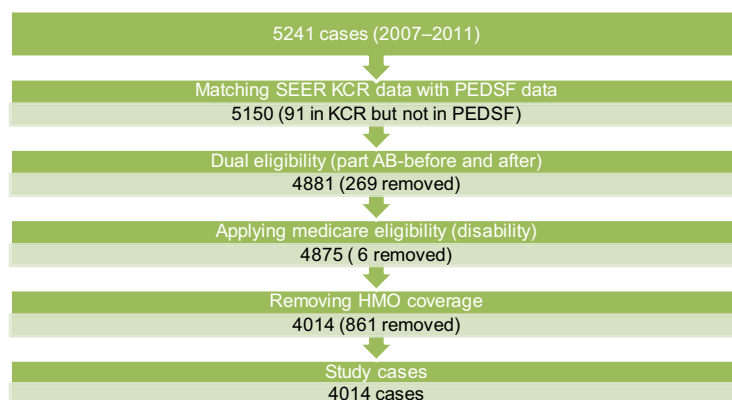 5241 cases (2007–2011)
Matching SEER KCR data with PEDSF data
5150 (91 in KCR but not in PEDSF)
Dual eligibility (part AB-before and after)
4881 (269 removed)
Applying medicare eligibility (disability)
4875 ( 6 removed)
Removing HMO coverage
4014 (861 removed)
Study cases
4014 cases